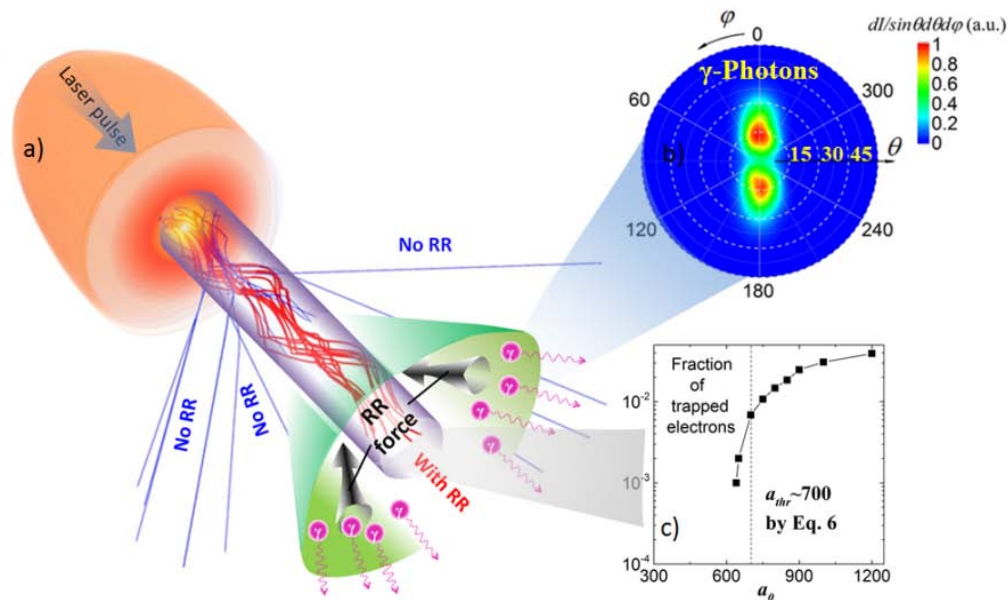 a)
Laser pulse
No RR
No RR
No RR
RR
force
With RR
γ
γ
γ
γ
γ
γ
γ
γ
b)
φ
dI/sinθdθdφ (a.u.)
0
γ-Photons
60
300
15 30 45
θ
120
240
180
1
0.8
0.6
0.4
0.2
0
c)
Fraction
of
trapped
electrons
10⁻²
10⁻³
10⁻⁴
a_thr~700
by Eq. 6
300 600 900 1200
a₀